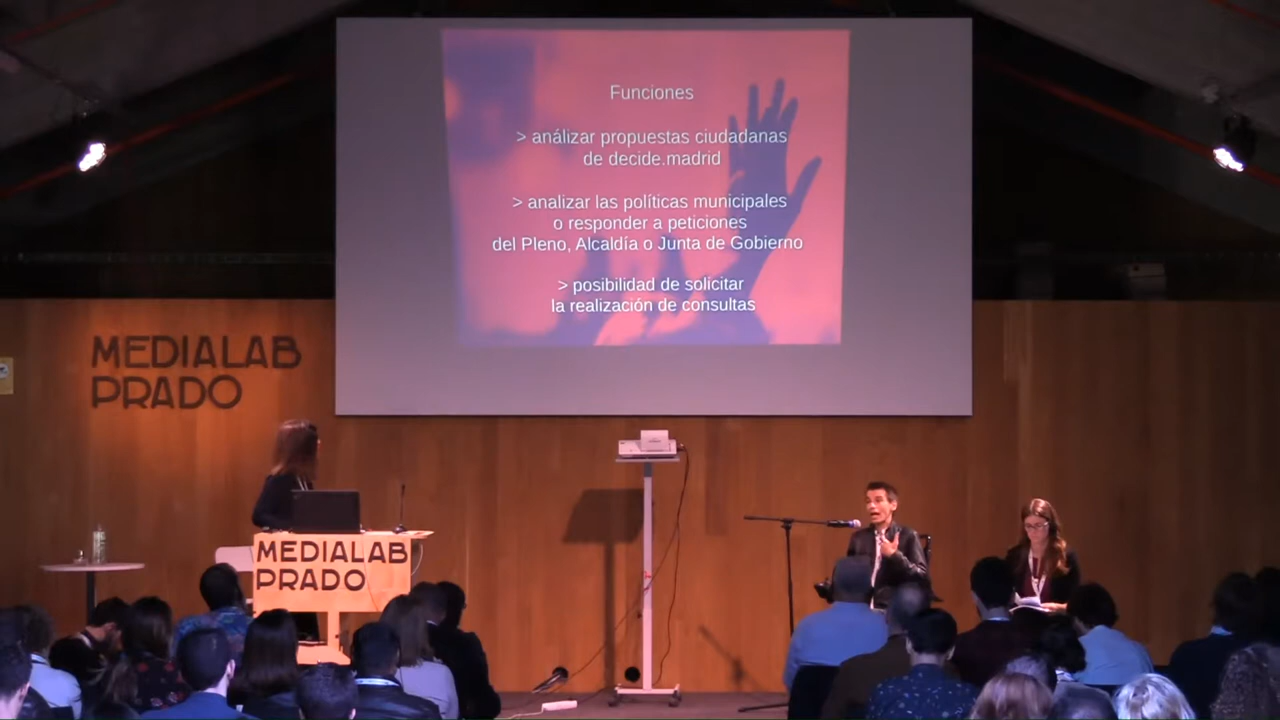 Funciones
> análizar propuestas ciudadanas
de decide.madrid
> analizar las políticas municipales
o responder a peticiones
del Pleno, Alcaldía o Junta de Gobierno
> posibilidad de solicitar
la realización de consultas
MEDIALAB
PRADO
MEDIALAB
PRADO